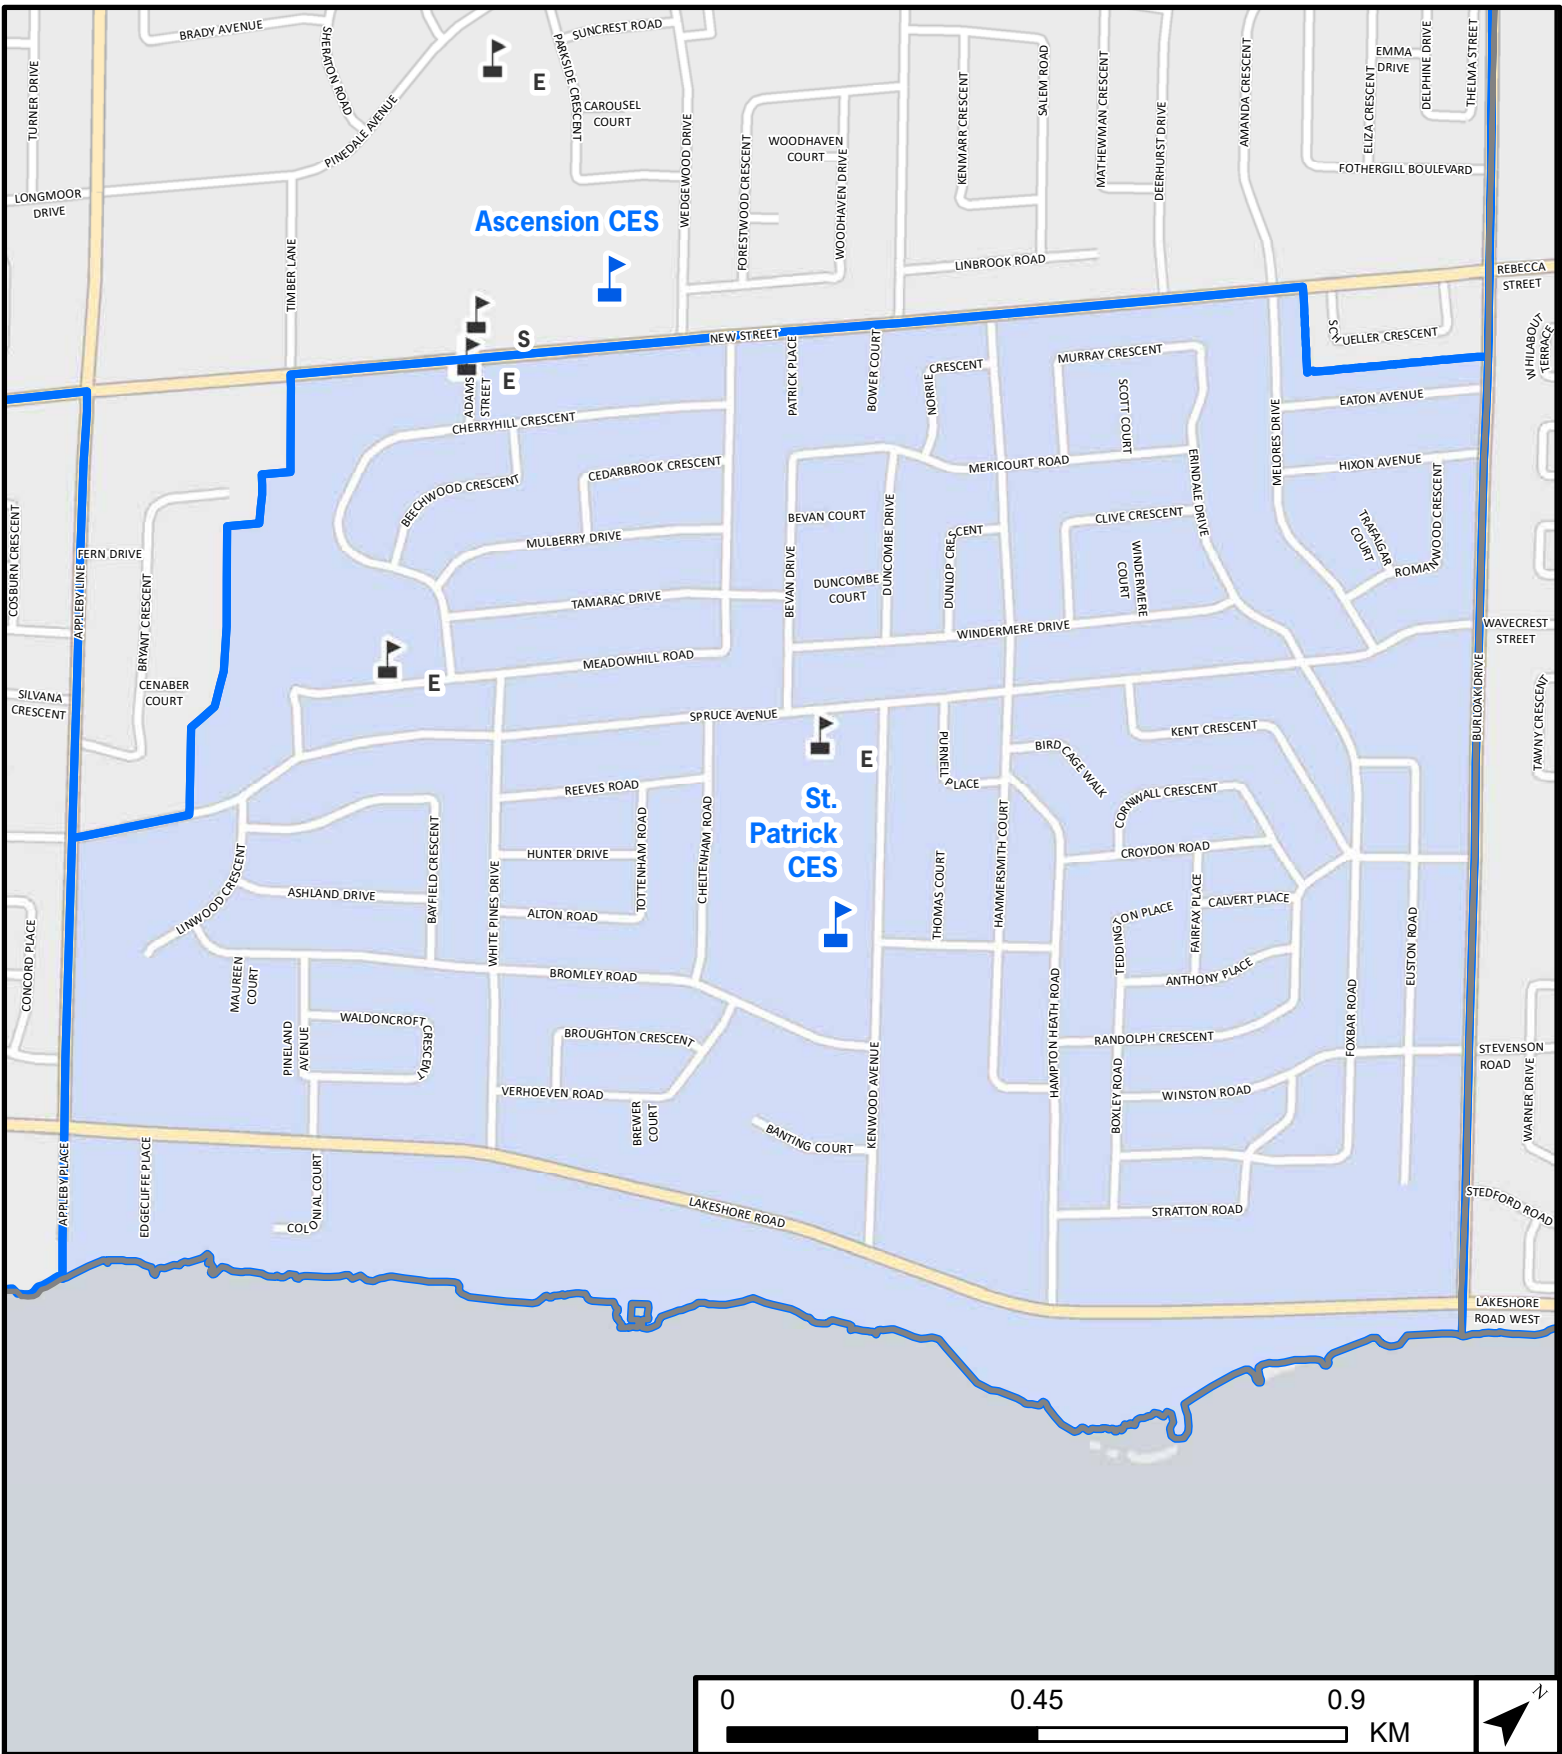 BRADY AVENUE
SHERATON ROAD
TURNER DRIVE
PINEDALE AVENUE
E
PARKSIDE CRESCENT
SUNCREST ROAD
CAROUSEL
COURT
WEDGEWOOD DRIVE
FORESTWOOD CRESCENT
WOODHAVEN
COURT
WOODHAVEN DRIVE
KENMARR CRESCENT
SALEM ROAD
MATHEWMAN CRESCENT
DEERHURST DRIVE
AMANDA CRESCENT
EMMA
DRIVE
ELIZA CRESCENT
DELPHINE DRIVE
THELMA STREET
FOTHERGILL BOULEVARD
LONGMOOR
DRIVE
TIMBER LANE
Ascension CES
LINBROOK ROAD
REBECCA
STREET
S
NEW STREET
E
ADAMS
STREET
PATRICK PLACE
BOWER COURT
NORRIE
CRESCENT
MURRAY CRESCENT
SCOTT COURT
SCH
UELLER CRESCENT
WHILABOUT
TERRACE
EATON AVENUE
MELORES DRIVE
HIXON AVENUE
CHERRYHILL CRESCENT
CEDARBROOK CRESCENT
BEECHWOOD CRESCENT
MERICOURT ROAD
ERINDALE DRIVE
BEVAN COURT
CLIVE CRESCENT
TRAFALGAR
COURT
ROMAN
WOOD CRESCENT
COSBURN CRESCENT
FERN DRIVE
APPLEBY LINE
BRYANT CRESCENT
MULBERRY DRIVE
DUNCOMBE DRIVE
DUNLOP CRES
CENT
WINDERMERE
COURT
BEVAN DRIVE
DUNCOMBE
COURT
TAMARAC DRIVE
WINDERMERE DRIVE
WAVECREST
STREET
MEADOWHILL ROAD
E
CENABER
COURT
SILVANA
CRESCENT
SPRUCE AVENUE
BURLOAK DRIVE
TAWNY CRESCENT
KENT CRESCENT
E
PURNELL
PLACE
BIRD
CAGE WALK
REEVES ROAD
St.
Patrick
CES
CORNWALL CRESCENT
HAMMERSMITH COURT
CROYDON ROAD
HUNTER DRIVE
TOTTENHAM ROAD
CHELTENHAM ROAD
BAYFIELD CRESCENT
LINWOOD CRESCENT
ASHLAND DRIVE
WHITE PINES DRIVE
ALTON ROAD
THOMAS COURT
FAIRFAX PLACE
CALVERT PLACE
TEDDINGT
ON PLACE
CONCORD PLACE
EUSTON ROAD
MAUREEN
COURT
BROMLEY ROAD
ANTHONY PLACE
HAMPTON HEATH ROAD
FOXBAR ROAD
PINELAND
AVENUE
WALDONCROFT
CRESCENT
BROUGHTON CRESCENT
RANDOLPH CRESCENT
STEVENSON
ROAD
WARNER DRIVE
VERHOEVEN ROAD
BREWER
COURT
KENWOOD AVENUE
BANTING COURT
BOXLEY ROAD
WINSTON ROAD
APPLEBY PLACE
EDGECLIFFE PLACE
COL
ONIAL COURT
LAKESHORE ROAD
STRATTON ROAD
STEDFORD ROAD
LAKESHORE
ROAD WEST
0 0.45 0.9
KM
N